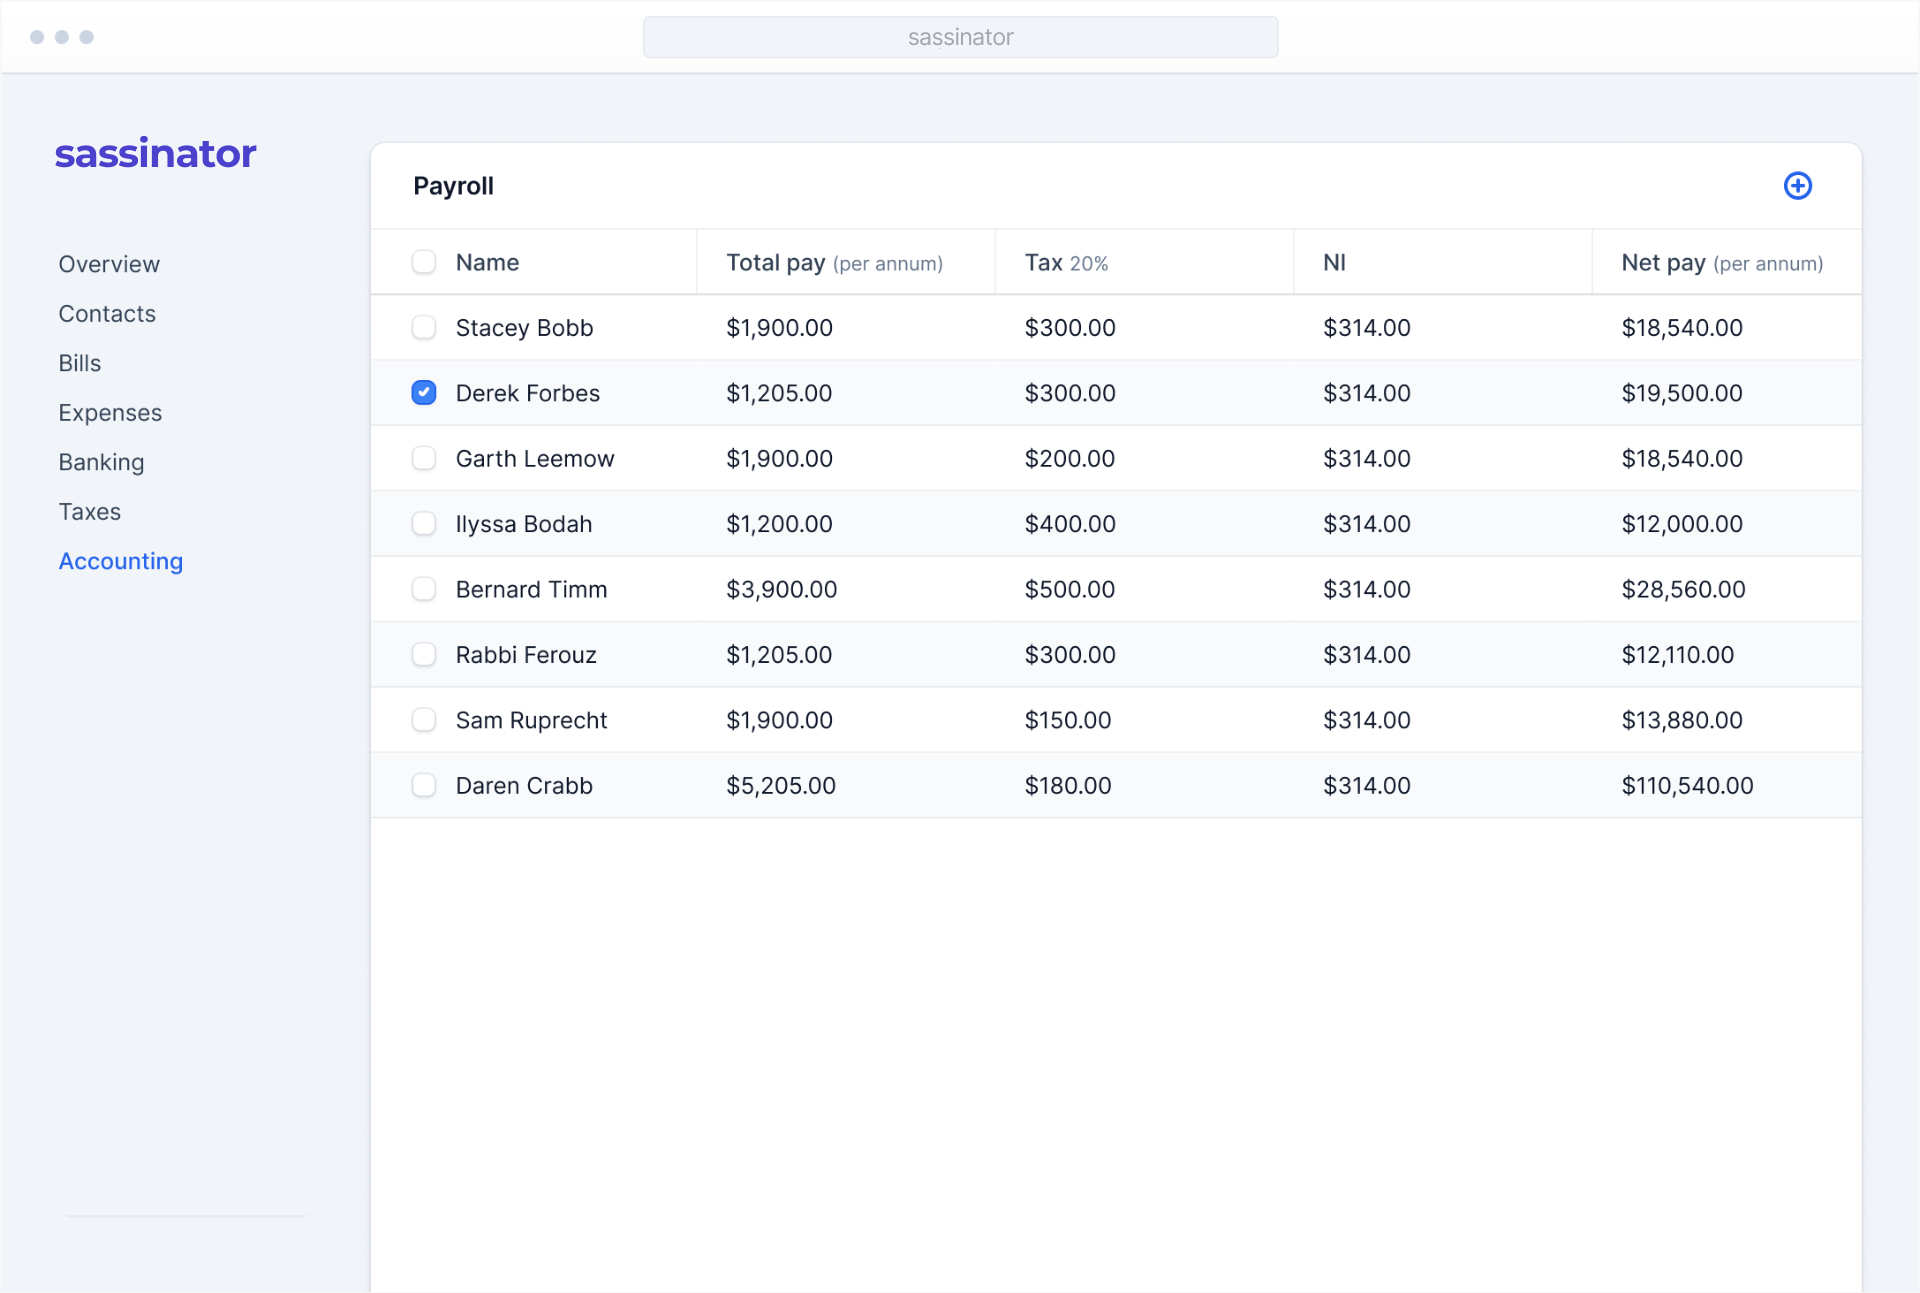 sassinator
sassinator
Overview
Contacts
Bills
Expenses
Banking
Taxes
Accounting
Payroll
Name Total pay (per annum) Tax 20% NI Net pay (per annum)
Stacey Bobb $1,900.00 $300.00 $314.00 $18,540.00
Derek Forbes $1,205.00 $300.00 $314.00 $19,500.00
Garth Leemow $1,900.00 $200.00 $314.00 $18,540.00
Ilyssa Bodah $1,200.00 $400.00 $314.00 $12,000.00
Bernard Timm $3,900.00 $500.00 $314.00 $28,560.00
Rabbi Ferouz $1,205.00 $300.00 $314.00 $12,110.00
Sam Ruprecht $1,900.00 $150.00 $314.00 $13,880.00
Daren Crabb $5,205.00 $180.00 $314.00 $110,540.00